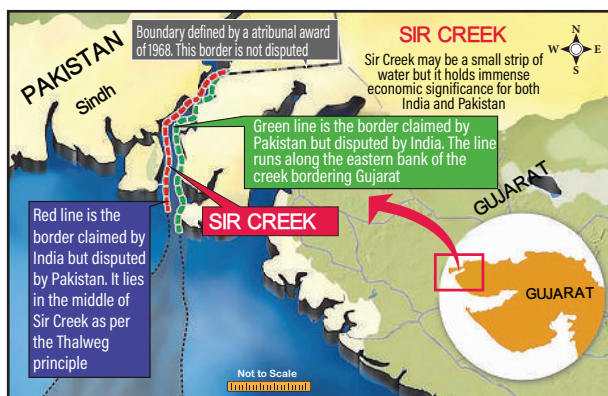 Boundary defined by a atribunal award
of 1968. This border is not disputed
SIR CREEK
Sir Creek may be a small strip of
water but it holds immense
economic significance for both
India and Pakistan
N
W E
S
PAKISTAN
Sindh
Green line is the border claimed by
Pakistan but disputed by India. The line
runs along the eastern bank of the
creek bordering Gujarat
GUJARAT
Red line is the
border claimed by
India but disputed
by Pakistan. It lies
in the middle of
Sir Creek as per
the Thalweg
principle
SIR CREEK
GUJARAT
Not to Scale